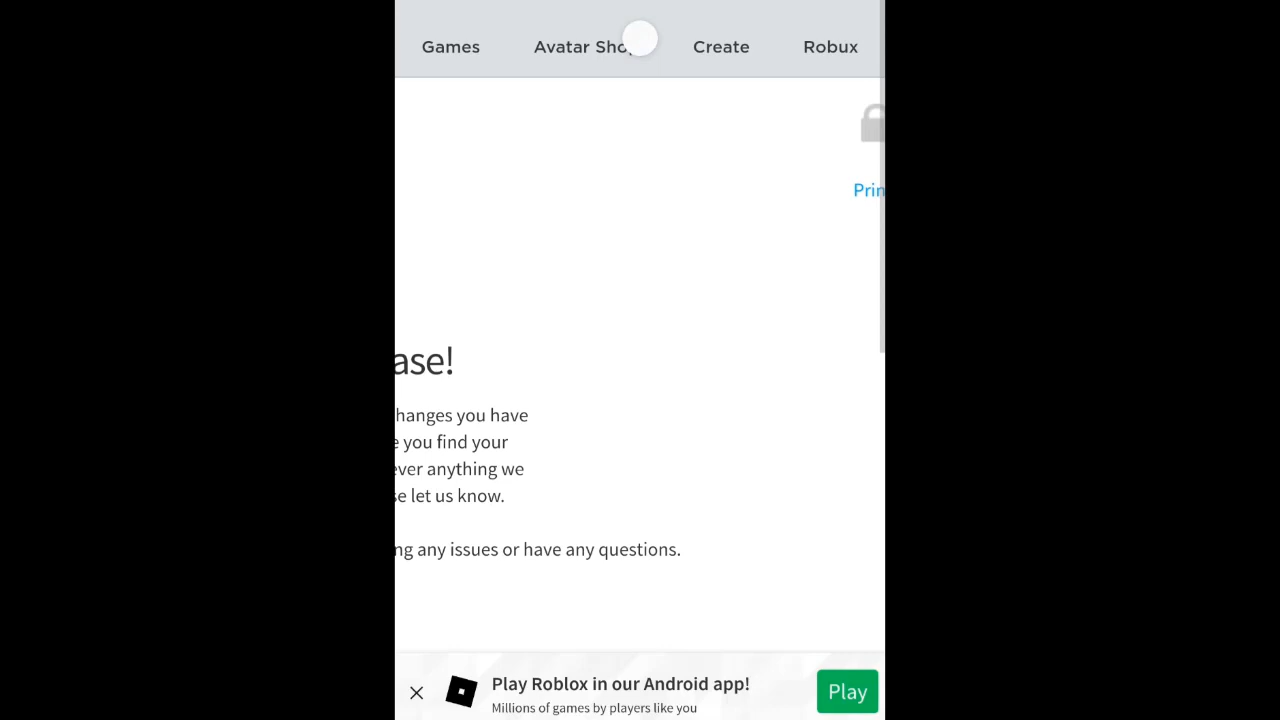 Games Avatar Sho Create Robux
Prin
ase!
hanges you have
e you find your
ever anything we
se let us know.
ng any issues or have any questions.
Play Roblox in our Android app!
Millions of games by players like you
Play